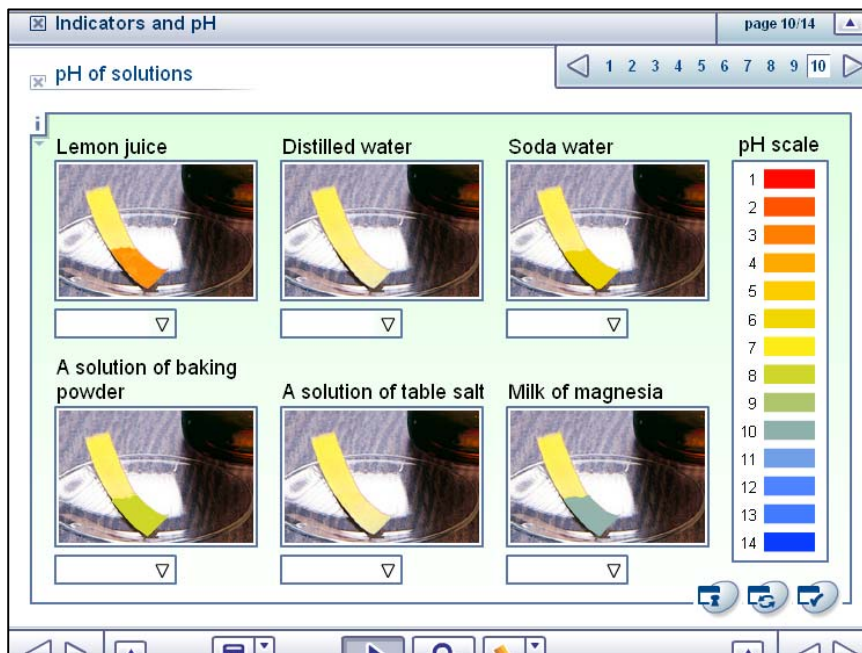 Indicators and pH
page 10/14
pH of solutions
1 2 3 4 5 6 7 8 9 10
i
Lemon juice
Distilled water
Soda water
pH scale
1
2
3
4
5
6
7
8
9
10
11
12
13
14
A solution of baking
powder
A solution of table salt
Milk of magnesia